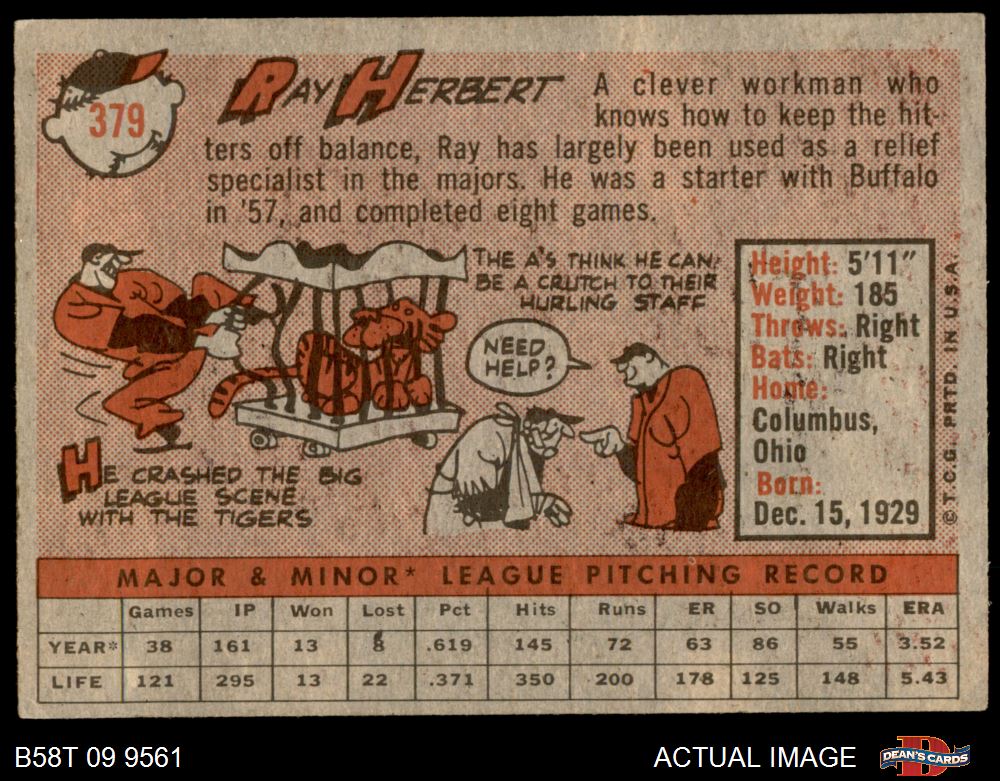 379
RAY HERBERT
A clever workman who
knows how to keep the hit-
ters off balance, Ray has largely been used as a relief
specialist in the majors. He was a starter with Buffalo
in '57, and completed eight games.
THE A'S THINK HE CAN
BE A CRUTCH TO THEIR
HURLING STAFF
NEED
HELP?
HE CRASHED THE BIG
LEAGUE SCENE
WITH THE TIGERS
Height: 5'11"
Weight: 185
Throws: Right
Bats: Right
Home:
Columbus,
Ohio
Born:
Dec. 15, 1929
© T.C.G. PRTD. IN U.S.A.
MAJOR & MINOR* LEAGUE PITCHING RECORD
Games IP Won Lost Pct Hits Runs ER SO Walks ERA
YEAR* 38 161 13 8 .619 145 72 63 86 55 3.52
LIFE 121 295 13 22 .371 350 200 178 125 148 5.43
B58T 09 9561
ACTUAL IMAGE
DEAN'S CARDS